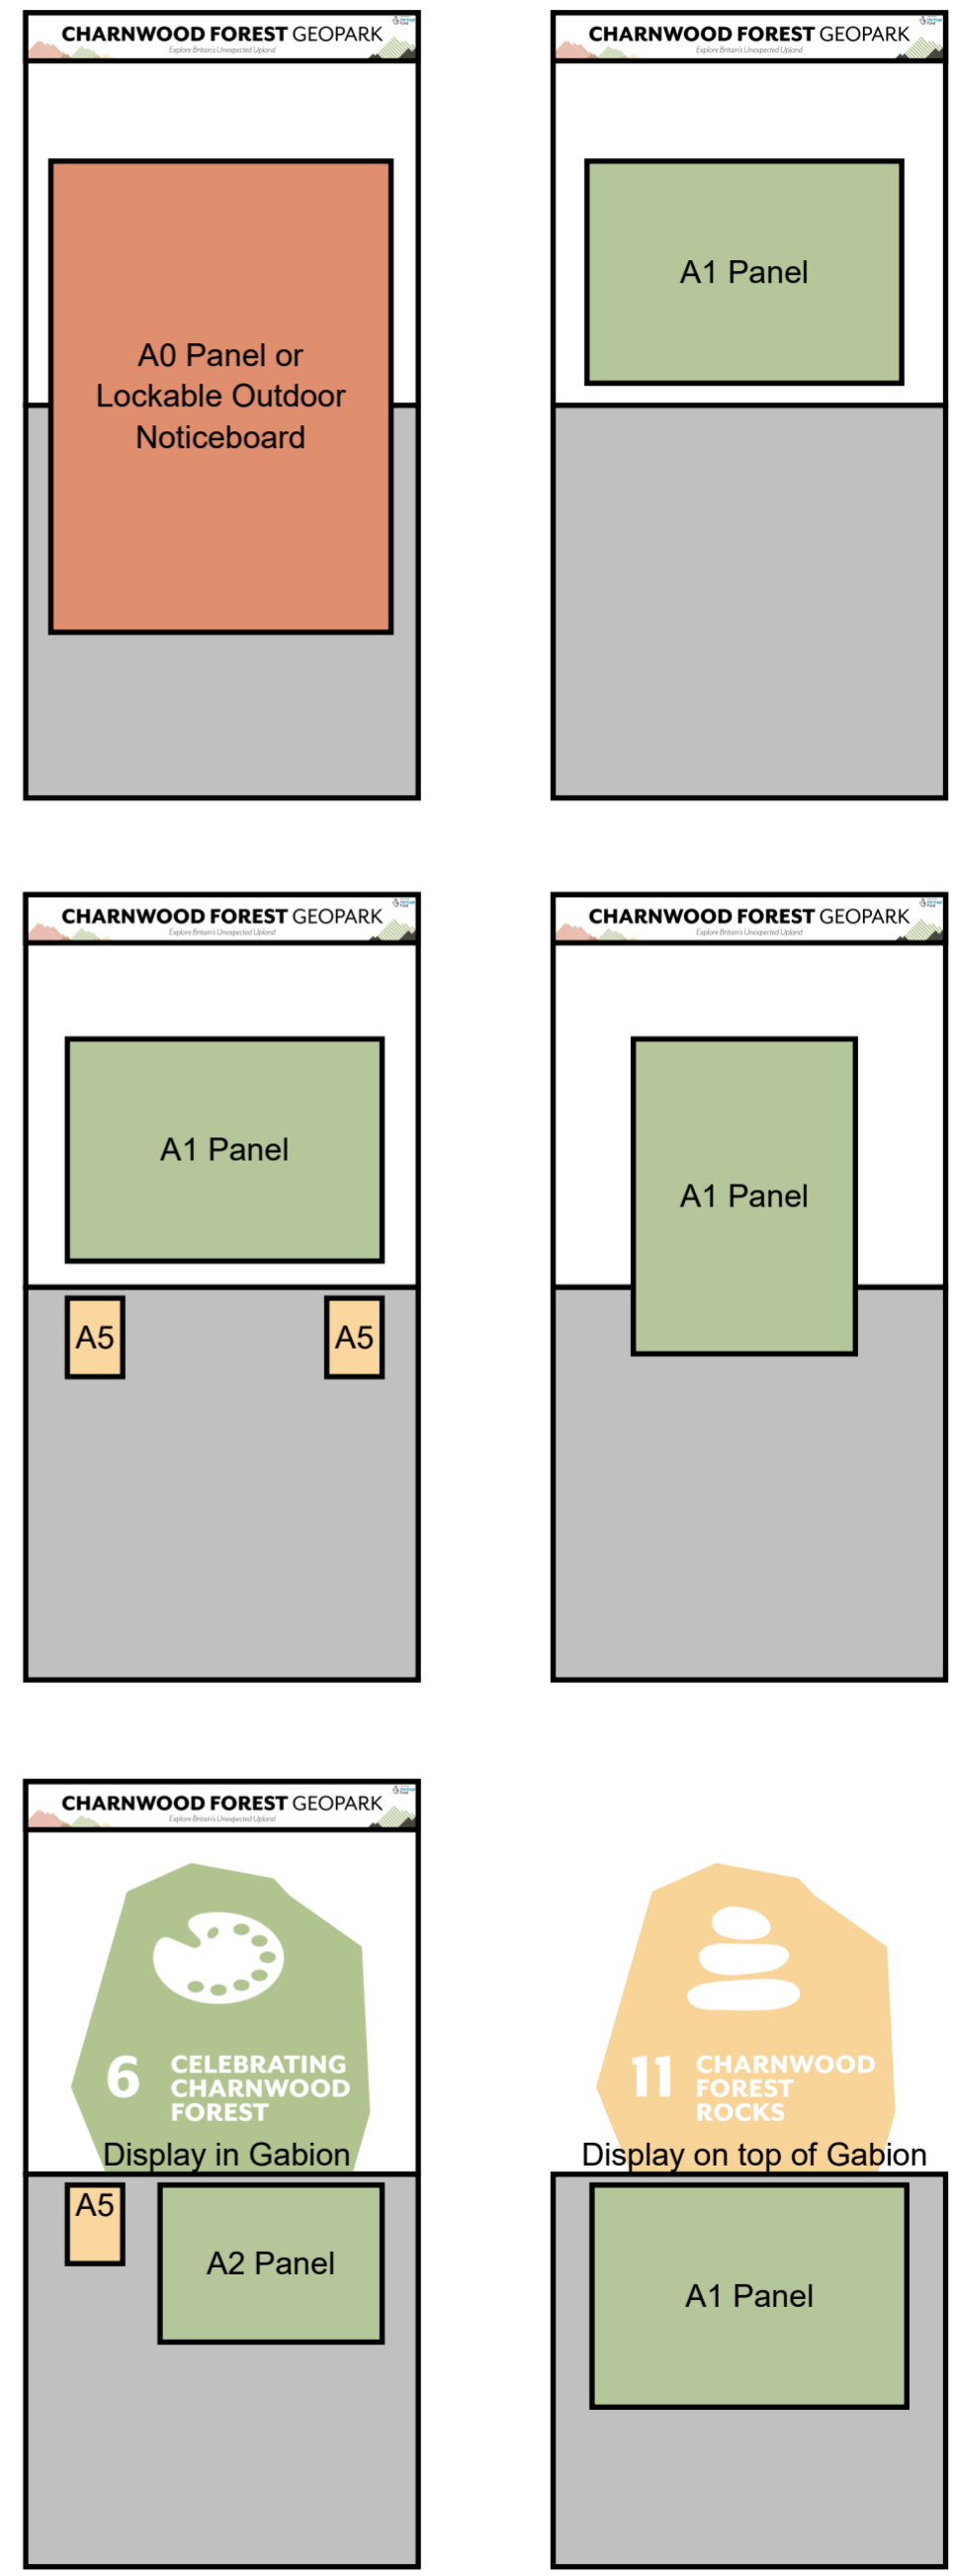 CHARNWOOD FOREST GEOPARK
Explore Britain's Unexpected Upland
A0 Panel or
Lockable Outdoor
Noticeboard
CHARNWOOD FOREST GEOPARK
Explore Britain's Unexpected Upland
A1 Panel
CHARNWOOD FOREST GEOPARK
Explore Britain's Unexpected Upland
A1 Panel
A5
A5
CHARNWOOD FOREST GEOPARK
Explore Britain's Unexpected Upland
A1 Panel
CHARNWOOD FOREST GEOPARK
Explore Britain's Unexpected Upland
6 CELEBRATING
CHARNWOOD
FOREST
Display in Gabion
A5
A2 Panel
11 CHARNWOOD
FOREST
ROCKS
Display on top of Gabion
A1 Panel